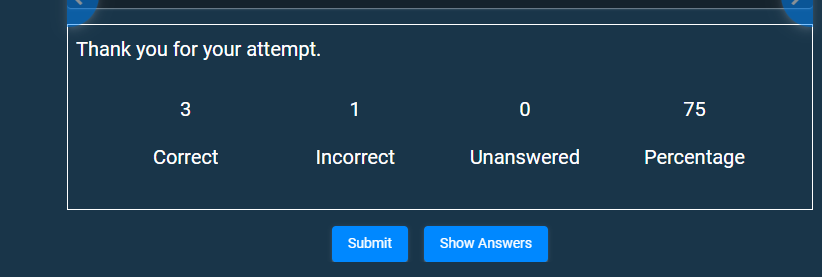 Thank you for your attempt.
3 1 0 75
Correct Incorrect Unanswered Percentage
Submit Show Answers